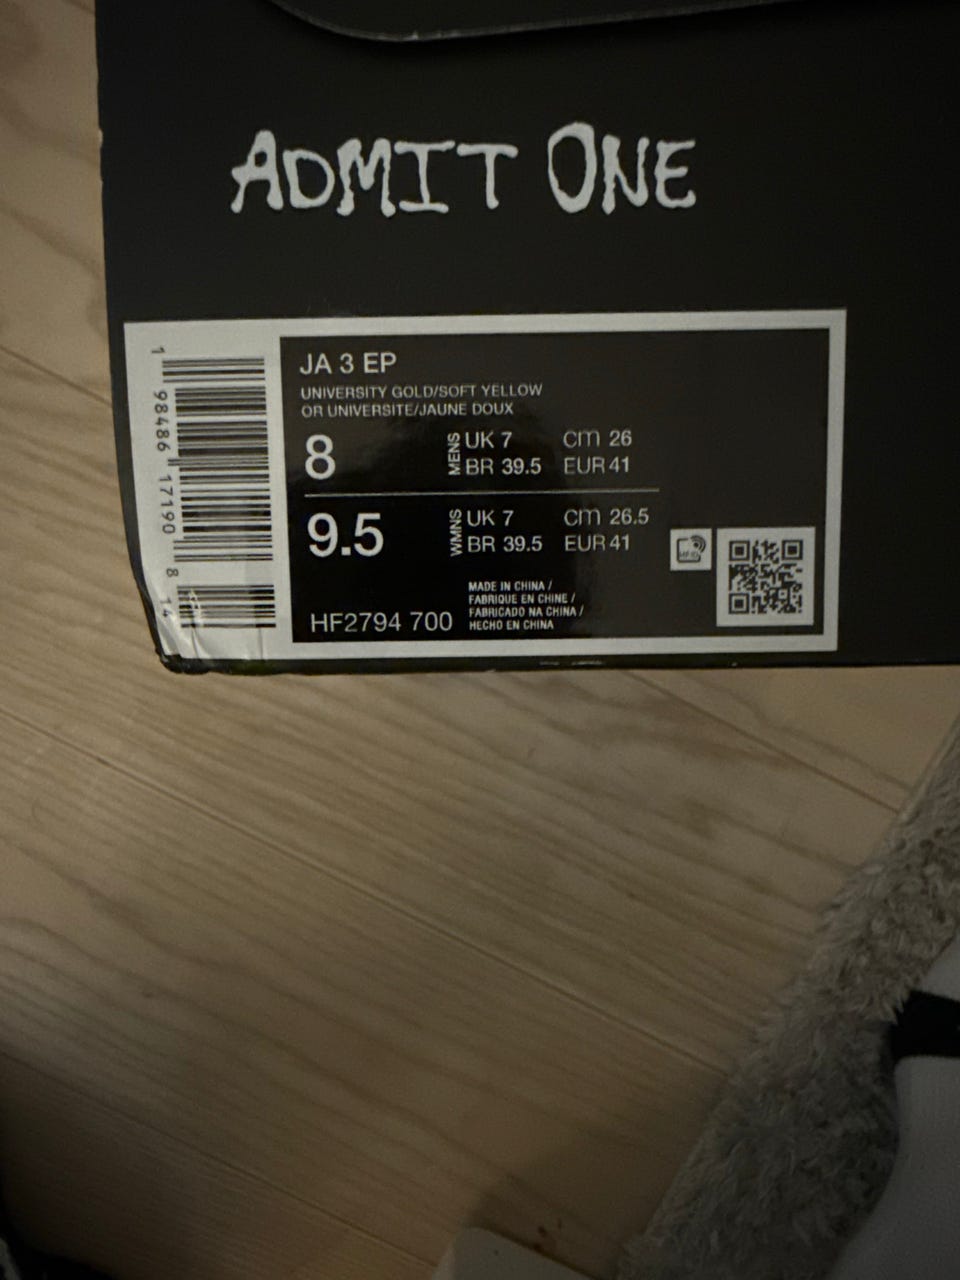 ADMIT ONE
JA 3 EP
UNIVERSITY GOLD/SOFT YELLOW
OR UNIVERSITE/JAUNE DOUX
8 MENS UK 7 cm 26
BR 39.5 EUR 41
9.5 WMNS UK 7 cm 26.5
BR 39.5 EUR 41
MADE IN CHINA /
FABRIQUE EN CHINE /
FABRICADO NA CHINA /
HECHO EN CHINA
HF2794 700
1 98486 17190 8 14